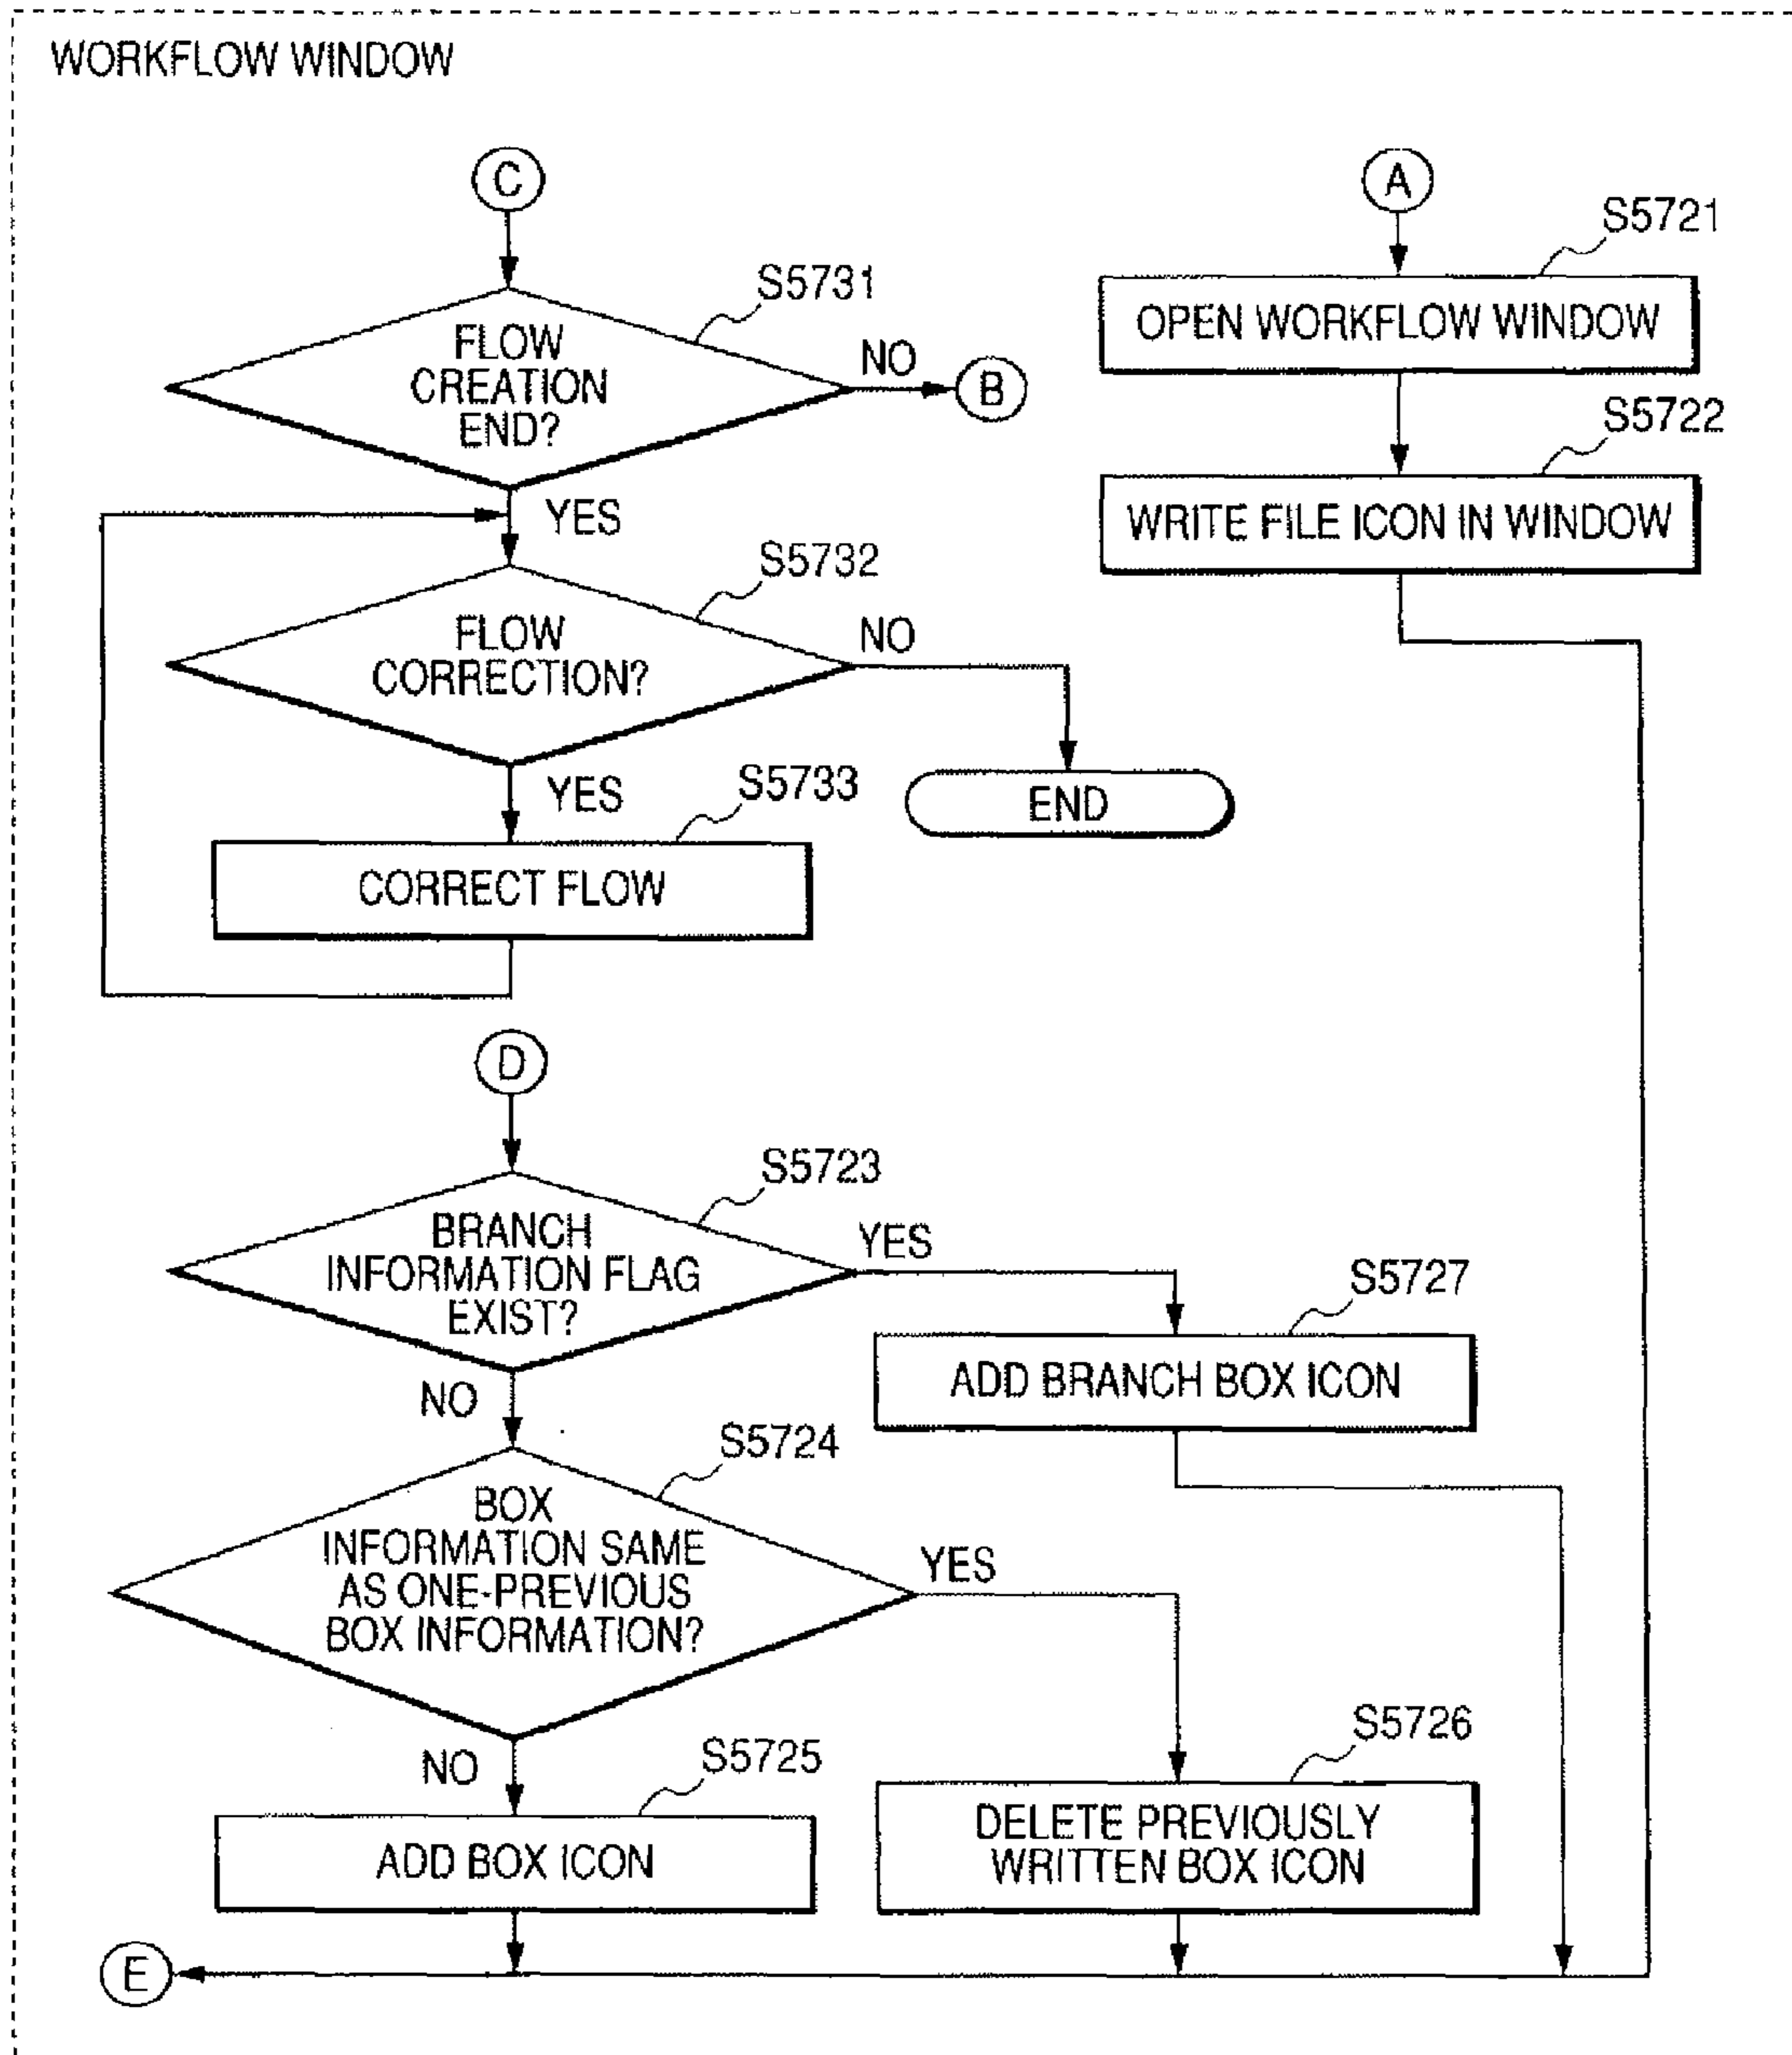 WORKFLOW WINDOW
C
S5731
FLOW
CREATION
END?
NO
B
YES
S5732
FLOW
CORRECTION?
NO
END
YES
S5733
CORRECT FLOW
A
S5721
OPEN WORKFLOW WINDOW
S5722
WRITE FILE ICON IN WINDOW
D
S5723
BRANCH
INFORMATION FLAG
EXIST?
YES
S5727
ADD BRANCH BOX ICON
NO
S5724
BOX
INFORMATION SAME
AS ONE-PREVIOUS
BOX INFORMATION?
YES
S5726
DELETE PREVIOUSLY
WRITTEN BOX ICON
NO
S5725
ADD BOX ICON
E